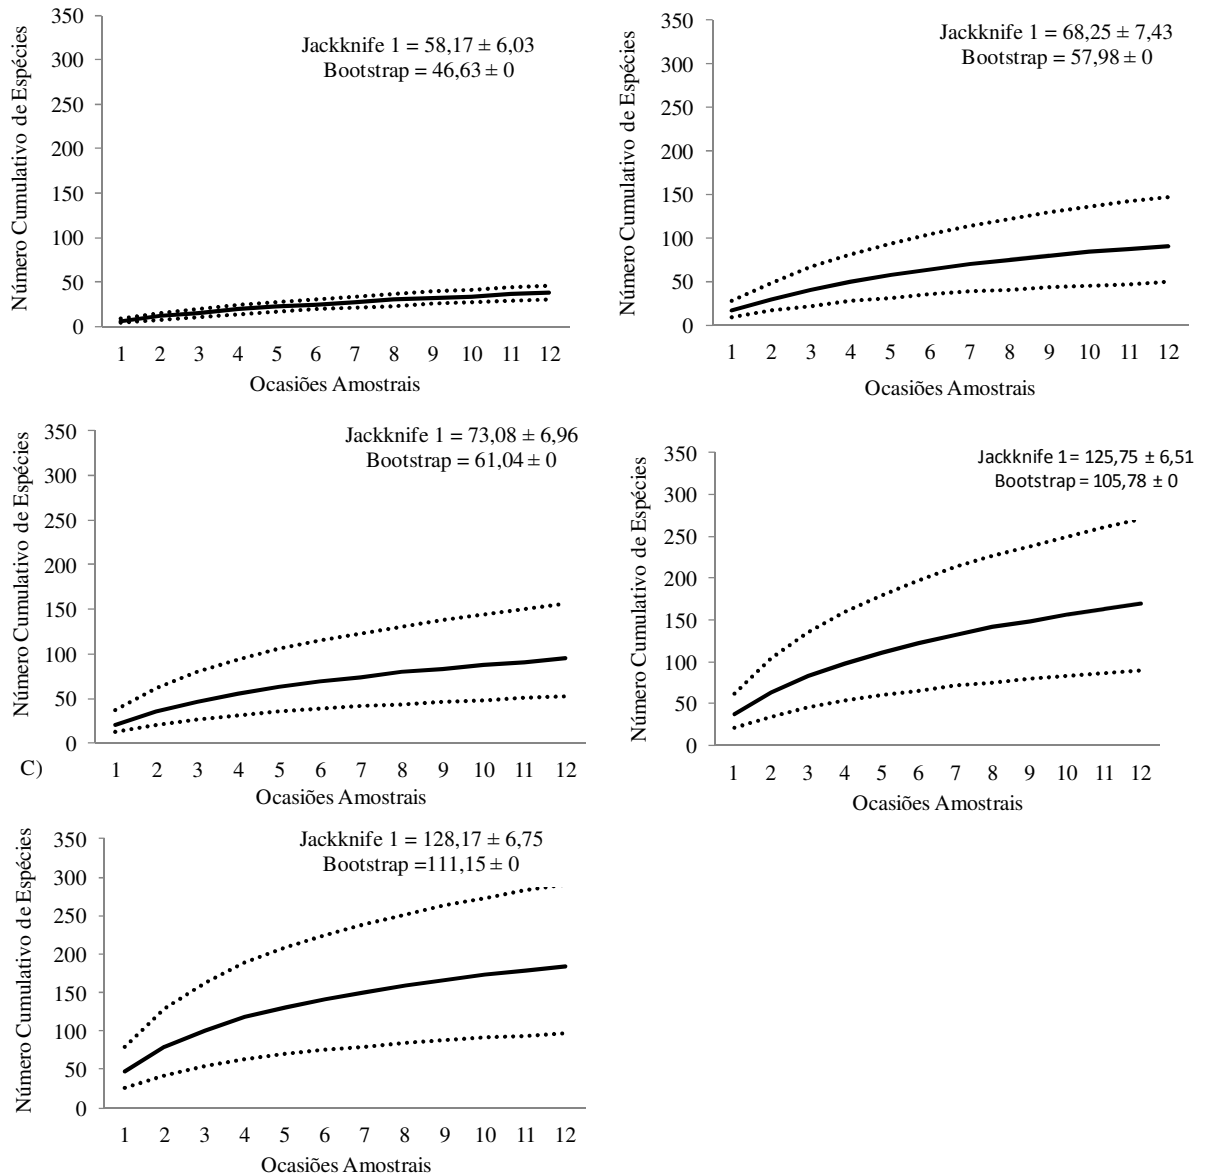 Jackknife 1 = 58,17 ± 6,03
Bootstrap = 46,63 ± 0
Número Cumulativo de Espécies
350
300
250
200
150
100
50
0
1 2 3 4 5 6 7 8 9 10 11 12
Ocasiões Amostrais
Jackknife 1 = 68,25 ± 7,43
Bootstrap = 57,98 ± 0
Número Cumulativo de Espécies
350
300
250
200
150
100
50
0
1 2 3 4 5 6 7 8 9 10 11 12
Ocasiões Amostrais
Jackknife 1 = 73,08 ± 6,96
Bootstrap = 61,04 ± 0
Número Cumulativo de Espécies
350
300
250
200
150
100
50
0
C)
1 2 3 4 5 6 7 8 9 10 11 12
Ocasiões Amostrais
Jackknife 1 = 125,75 ± 6,51
Bootstrap = 105,78 ± 0
Número Cumulativo de Espécies
350
300
250
200
150
100
50
0
1 2 3 4 5 6 7 8 9 10 11 12
Ocasiões Amostrais
Jackknife 1 = 128,17 ± 6,75
Bootstrap =111,15 ± 0
Número Cumulativo de Espécies
350
300
250
200
150
100
50
0
1 2 3 4 5 6 7 8 9 10 11 12
Ocasiões Amostrais